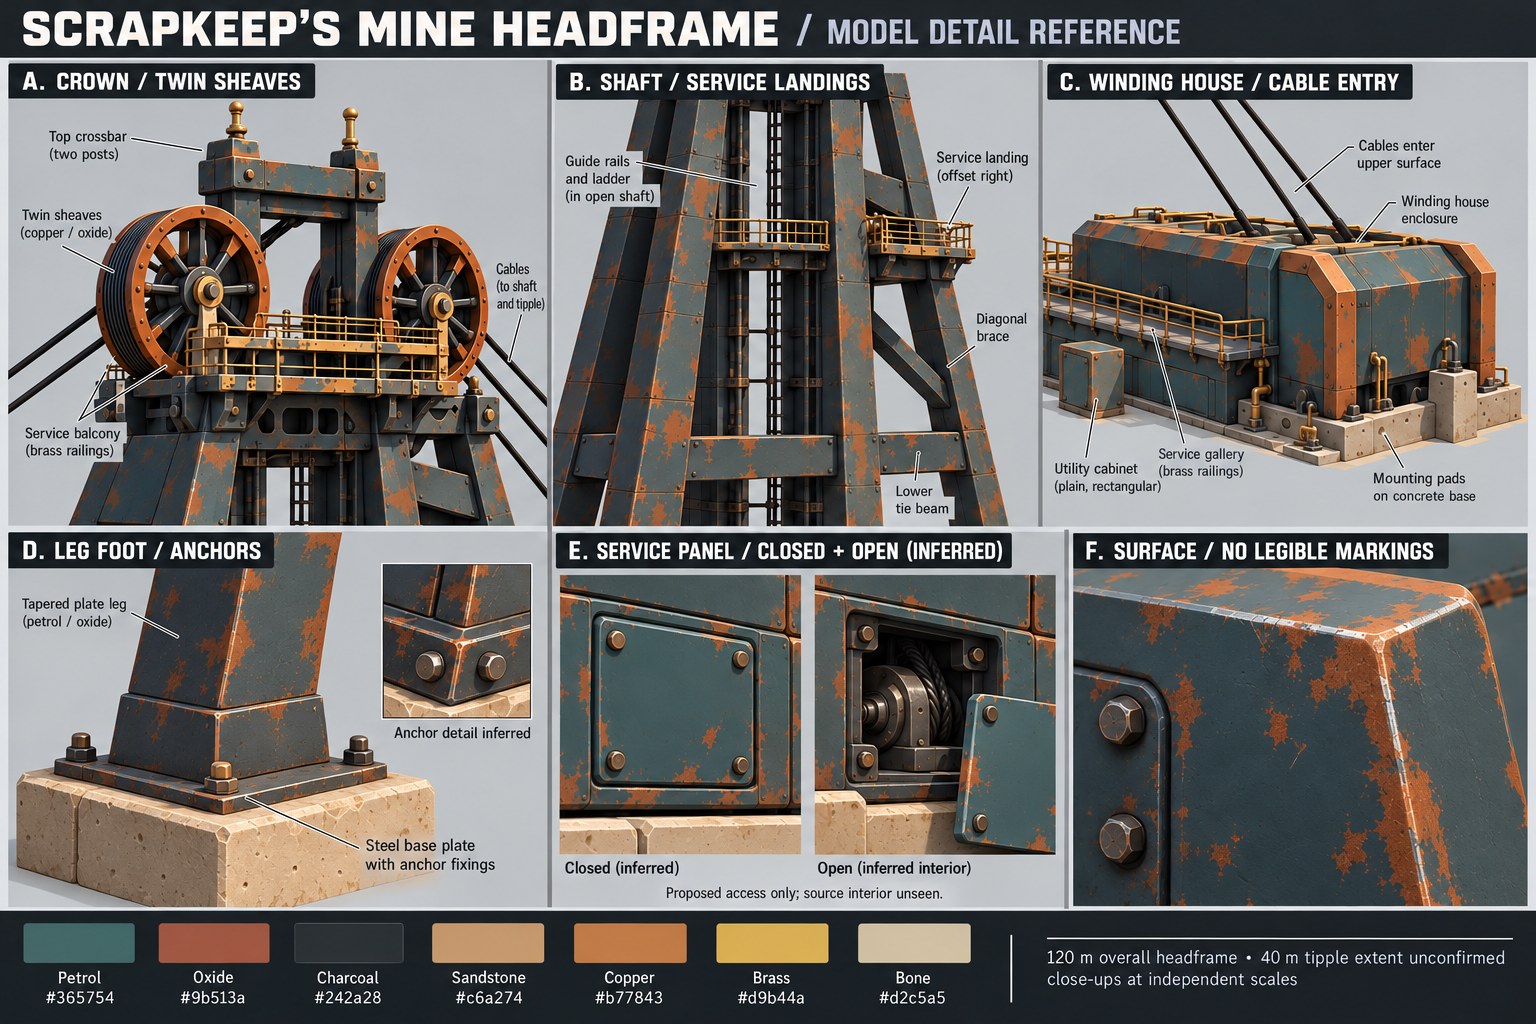 SCRAPKEEP'S MINE HEADFRAME / MODEL DETAIL REFERENCE
A. CROWN / TWIN SHEAVES
Top crossbar
(two posts)
Twin sheaves
(copper / oxide)
Cables
(to shaft
and tipple)
Service balcony
(brass railings)
B. SHAFT / SERVICE LANDINGS
Guide rails
and ladder
(in open shaft)
Service landing
(offset right)
Diagonal
brace
Lower
tie beam
C. WINDING HOUSE / CABLE ENTRY
Cables enter
upper surface
Winding house
enclosure
Utility cabinet
(plain, rectangular)
Service gallery
(brass railings)
Mounting pads
on concrete base
D. LEG FOOT / ANCHORS
Tapered plate leg
(petrol / oxide)
Anchor detail inferred
Steel base plate
with anchor fixings
E. SERVICE PANEL / CLOSED + OPEN (INFERRED)
Closed (inferred)
Open (inferred interior)
Proposed access only; source interior unseen.
F. SURFACE / NO LEGIBLE MARKINGS
Petrol
#365754
Oxide
#9b513a
Charcoal
#242a28
Sandstone
#c6a274
Copper
#b77843
Brass
#d9b44a
Bone
#d2c5a5
120 m overall headframe • 40 m tipple extent unconfirmed
close-ups at independent scales